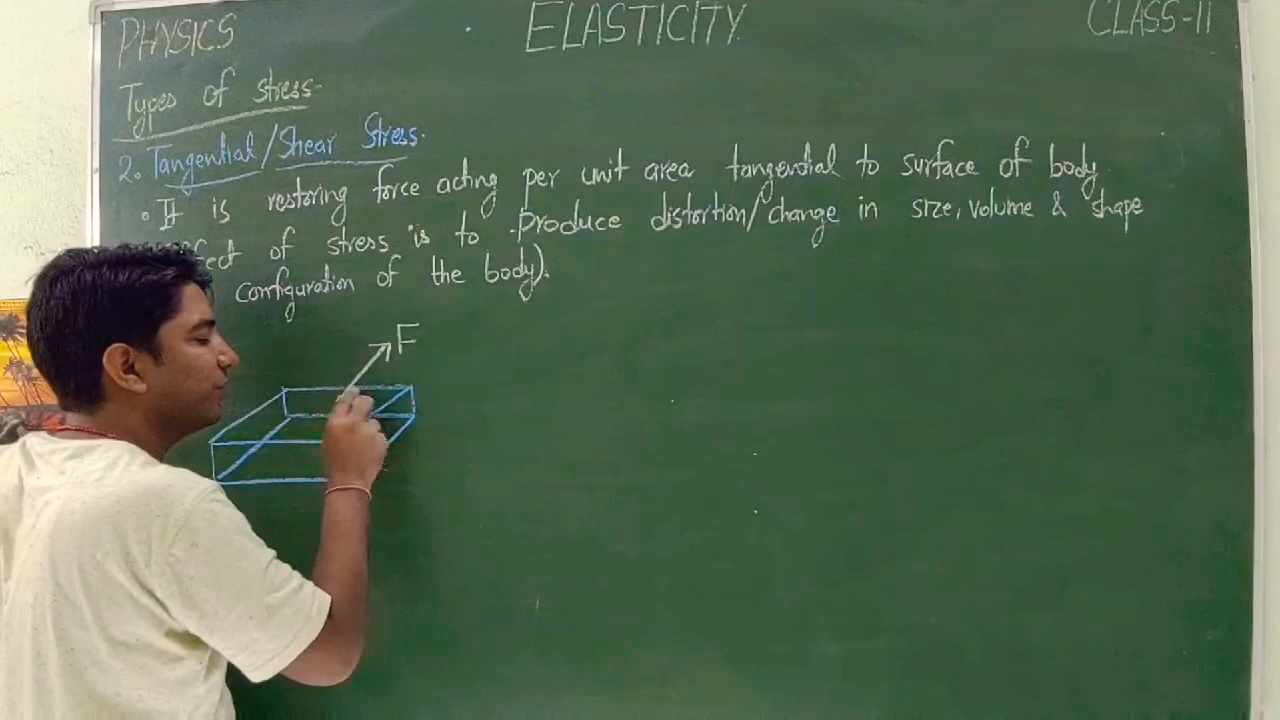 PHYSICS
ELASTICITY
CLASS-11
Types of stress
2. Tangential/Shear Stress.
It is restoring force acting per unit area tangential to surface of body.
of stress is to produce distortion/change in size, volume & shape
configuration of the body).
F